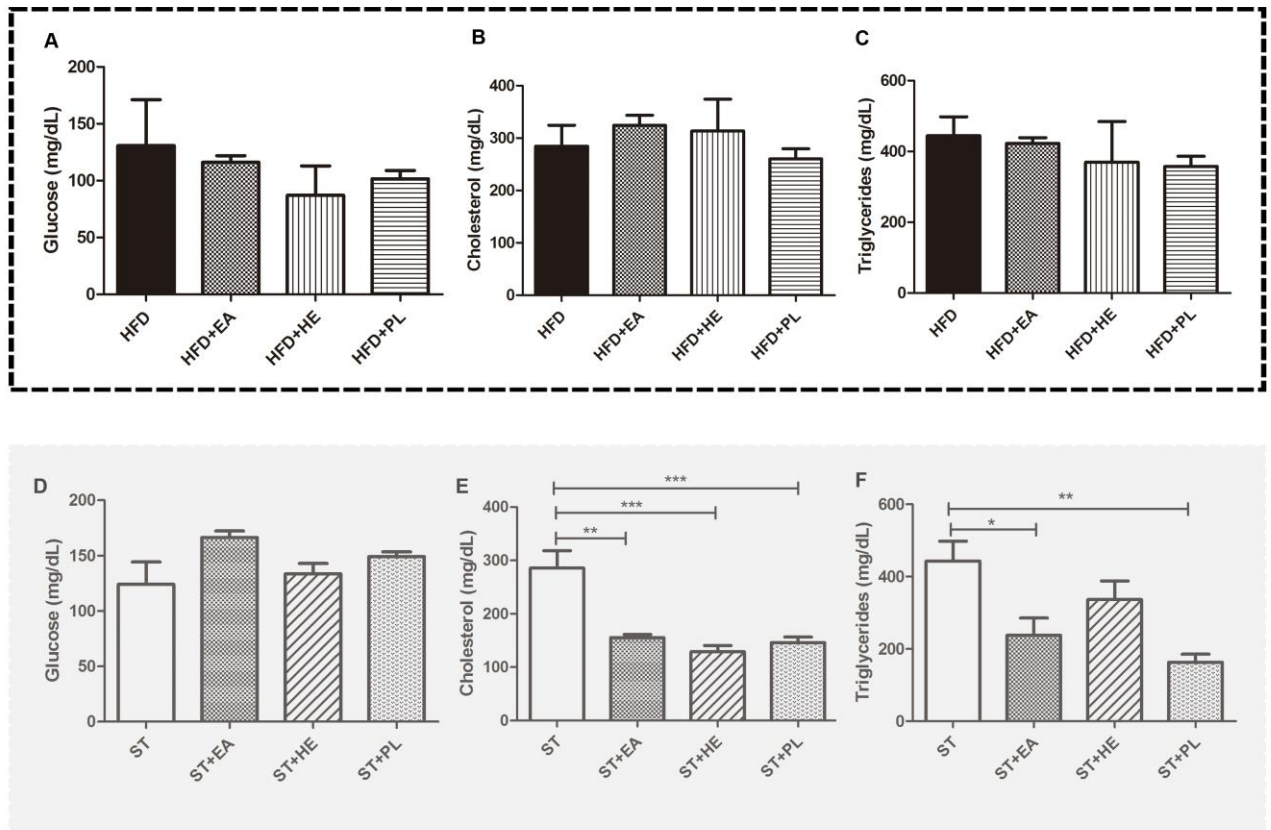 A
Glucose (mg/dL)
200
150
100
50
0
HFD
HFD+EA
HFD+HE
HFD+PL
B
Cholesterol (mg/dL)
400
300
200
300
0
HFD
HFD+EA
HFD+HE
HFD+PL
C
Triglycerides (mg/dL)
600
400
200
0
HFD
HFD+EA
HFD+HE
HFD+PL
D
Glucose (mg/dL)
200
150
100
50
0
ST
ST+EA
ST+HE
ST+PL
E
Cholesterol (mg/dL)
400
300
200
100
0
***
***
**
ST
ST+EA
ST+HE
ST+PL
F
Triglycerides (mg/dL)
600
400
200
0
**
*
ST
ST+EA
ST+HE
ST+PL